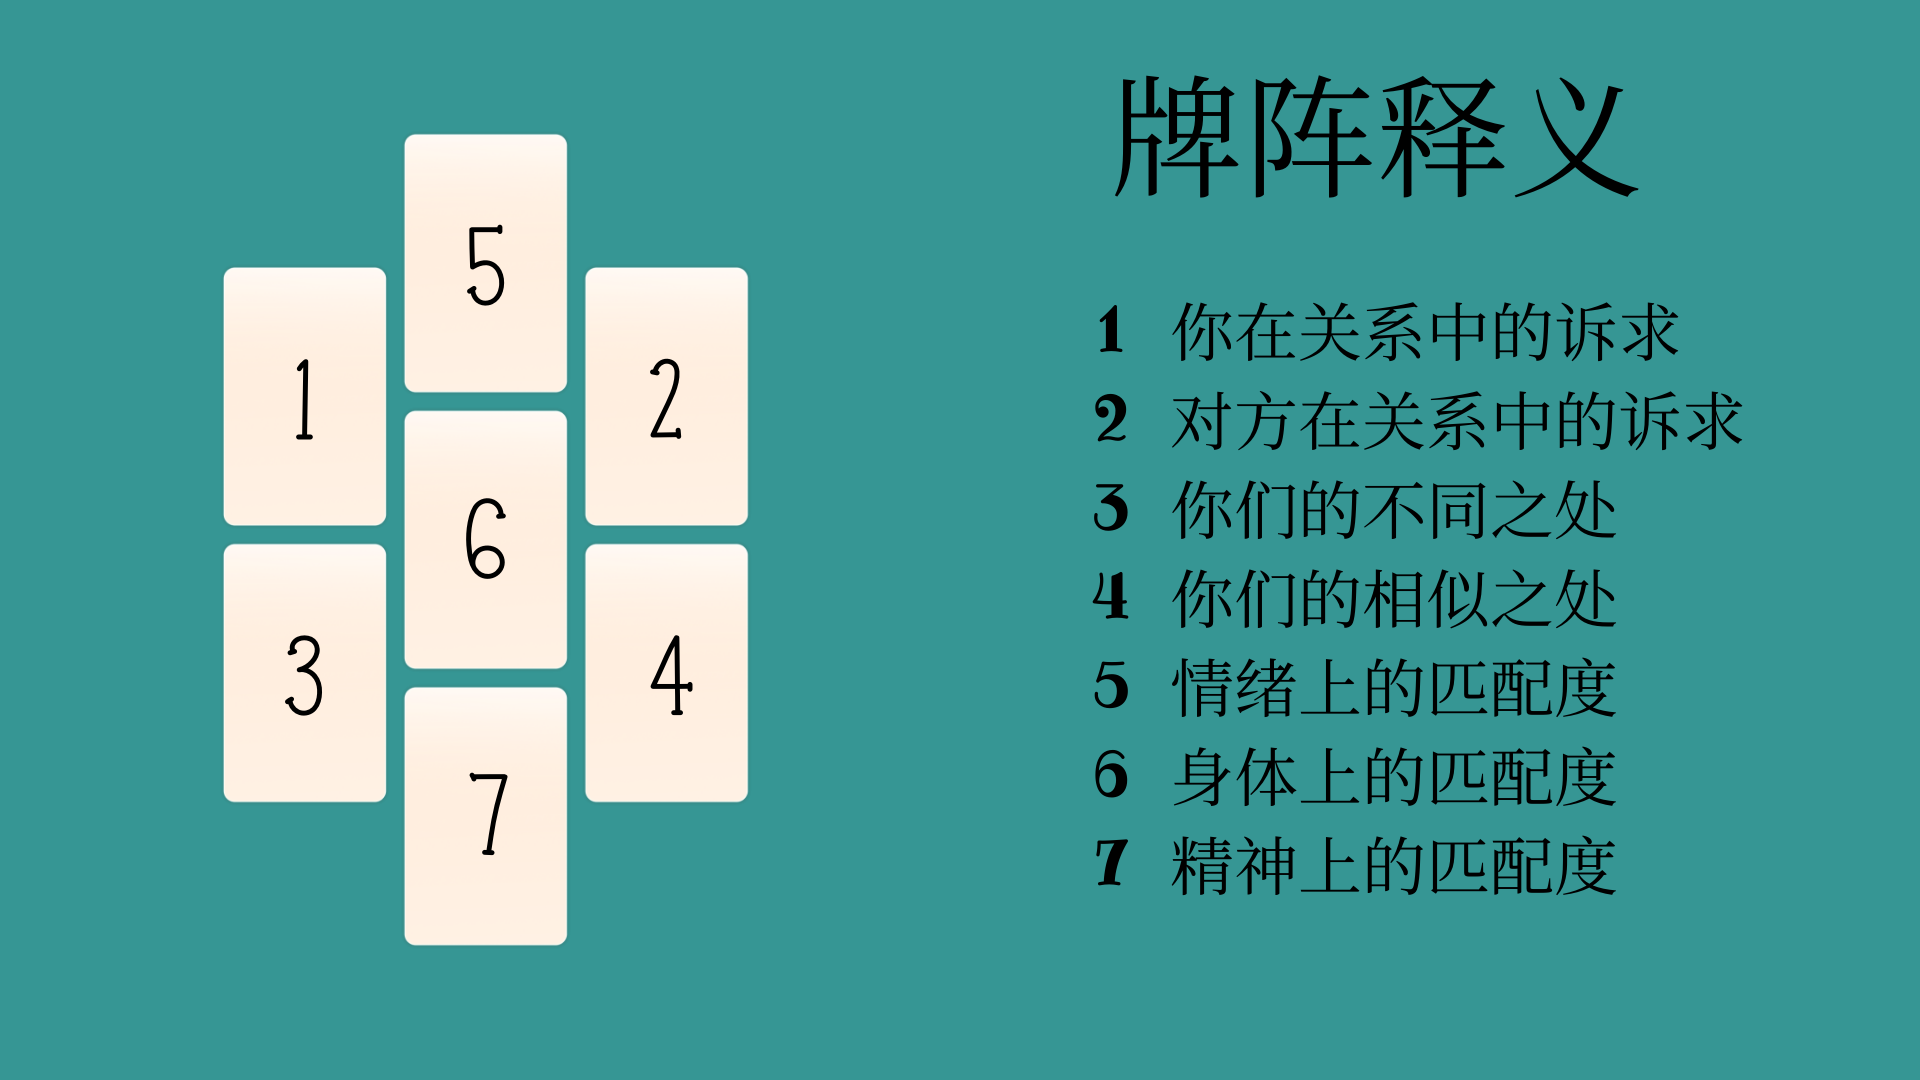 5
1
2
6
3
4
7
牌阵释义
1 你在关系中的诉求
2 对方在关系中的诉求
3 你们的不同之处
4 你们的相似之处
5 情绪上的匹配度
6 身体上的匹配度
7 精神上的匹配度